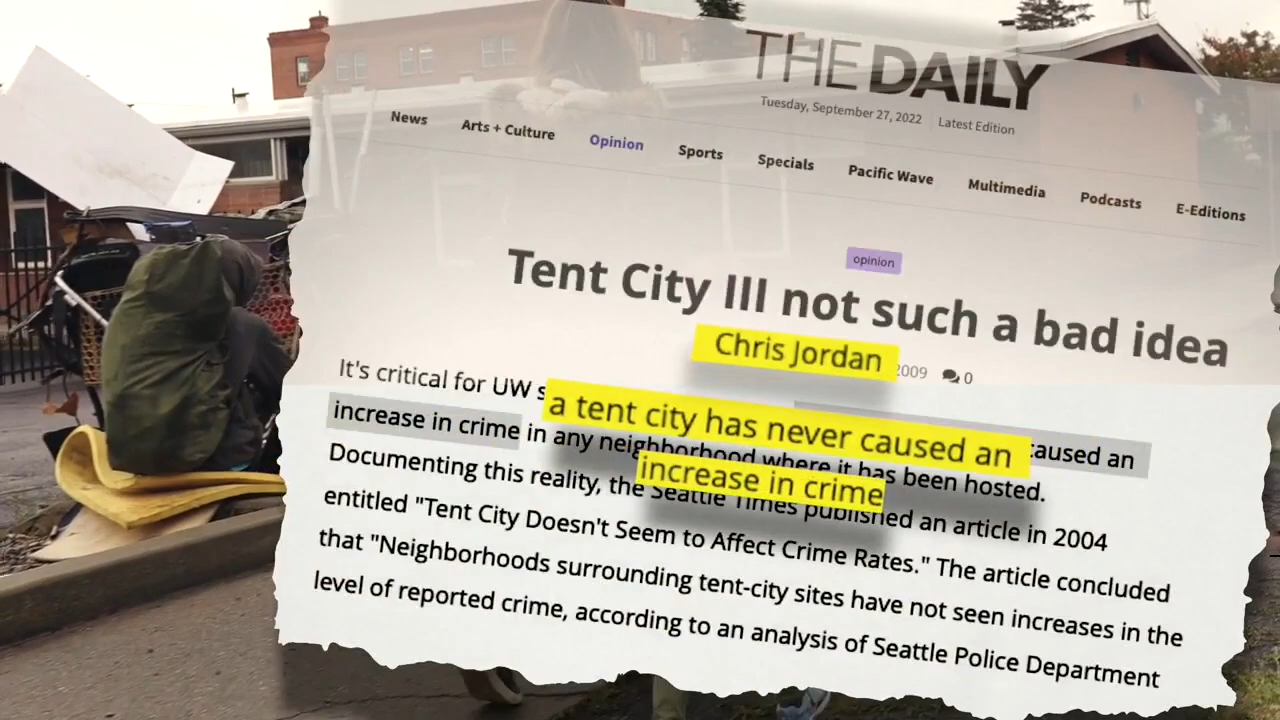 THE DAILY
Tuesday, September 27, 2022 | Latest Edition
News Arts + Culture Opinion Sports Specials Pacific Wave Multimedia Podcasts E-Editions
opinion
Tent City III not such a bad idea
Chris Jordan
2009 0
It's critical for UW
a tent city has never caused an
caused an
increase in crime in any neighborhood where it has been hosted.
increase in crime
Documenting this reality, the Seattle Times published an article in 2004
entitled "Tent City Doesn't Seem to Affect Crime Rates." The article concluded
that "Neighborhoods surrounding tent-city sites have not seen increases in the
level of reported crime, according to an analysis of Seattle Police Department